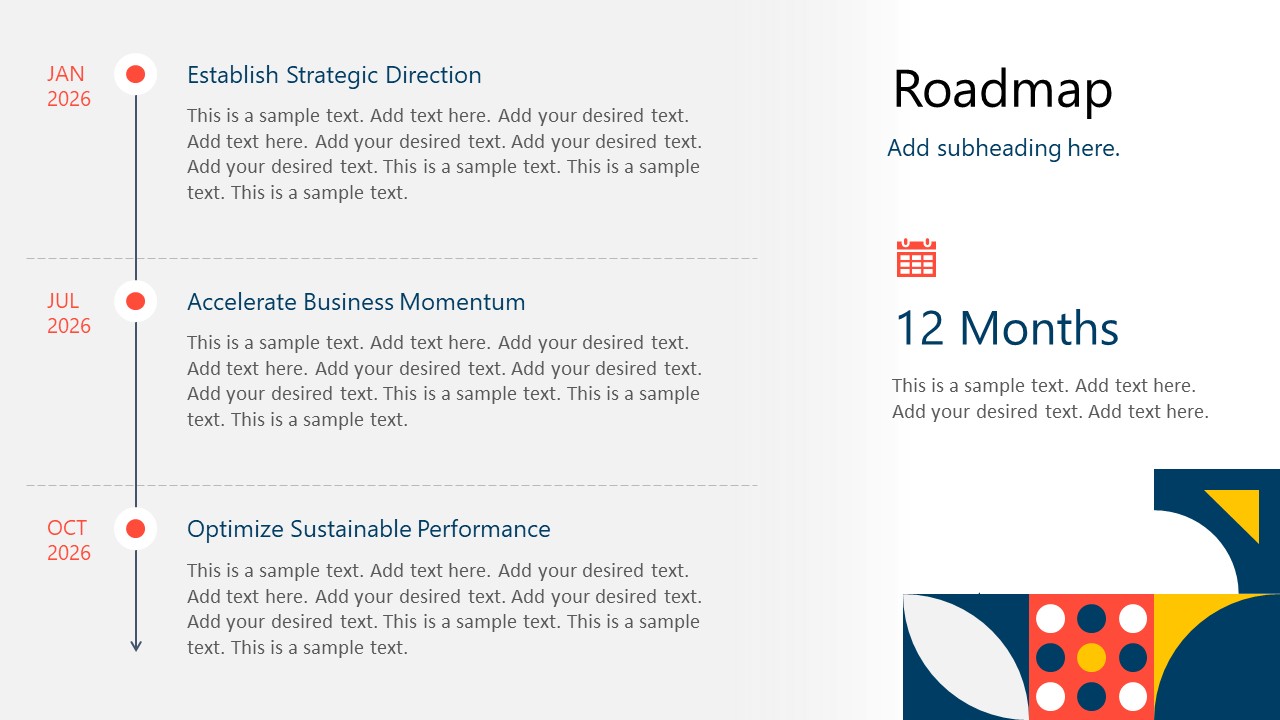 JAN
2026
Establish Strategic Direction
This is a sample text. Add text here. Add your desired text.
Add text here. Add your desired text. Add your desired text.
Add your desired text. This is a sample text. This is a sample
text. This is a sample text.
JUL
2026
Accelerate Business Momentum
This is a sample text. Add text here. Add your desired text.
Add text here. Add your desired text. Add your desired text.
Add your desired text. This is a sample text. This is a sample
text. This is a sample text.
OCT
2026
Optimize Sustainable Performance
This is a sample text. Add text here. Add your desired text.
Add text here. Add your desired text. Add your desired text.
Add your desired text. This is a sample text. This is a sample
text. This is a sample text.
Roadmap
Add subheading here.
12 Months
This is a sample text. Add text here.
Add your desired text. Add text here.